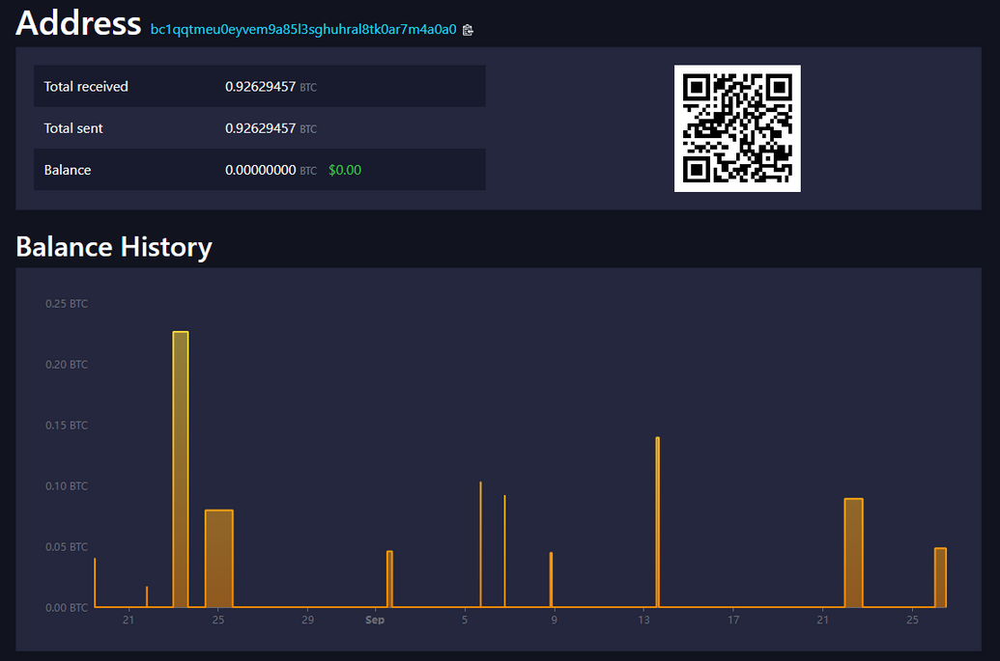 Address bc1qqtmeu0eyvem9a85l3sghuhral8tk0ar7m4a0a0
Total received 0.92629457 BTC
Total sent 0.92629457 BTC
Balance 0.00000000 BTC $0.00
Balance History
0.25 BTC
0.20 BTC
0.15 BTC
0.10 BTC
0.05 BTC
0.00 BTC
21 25 29 Sep 5 9 13 17 21 25